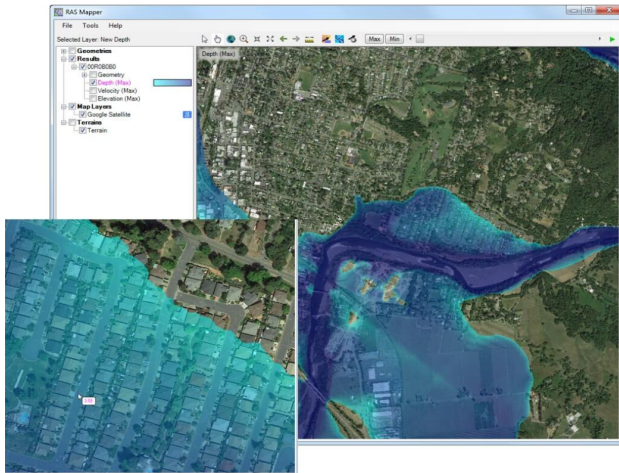 RAS Mapper
File Tools Help
Selected Layer: New Depth
Max Min
Geometries
Results
Geometry
Depth (Max)
Velocity (Max)
Elevation (Max)
Map Layers
Google Satellite
Terrains
Terrain
Depth (Max)